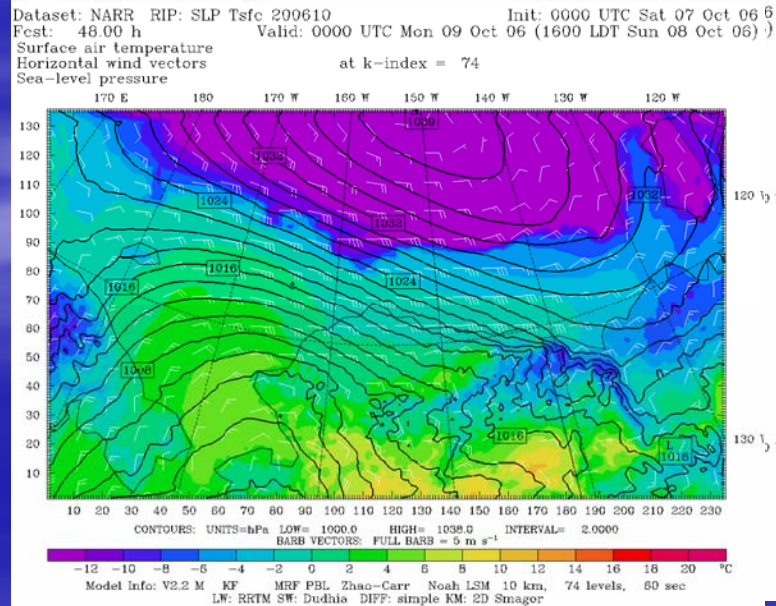 Dataset: NARR RIP: SLP Tsfc 200610 Init: 0000 UTC Sat 07 Oct 06 6
Fcst: 48.00 h Valid: 0000 UTC Mon 09 Oct 06 (1600 LDT Sun 08 Oct 06) )
Surface air temperature
Horizontal wind vectors at k-index = 74
Sea-level pressure
170 E 180 170 W 160 W 150 W 140 W 130 W 120 W
130
120
110
100
90
80
70
60
50
40
30
20
10
1032
1032
1024
1032
1016
1024
1016
1008
1016
L
1016
120
130
10 20 30 40 50 60 70 80 90 100 110 120 130 140 150 160 170 180 190 200 210 220 230
CONTOURS: UNITS=hPa LOW= 1000.0 HIGH= 1038.0 INTERVAL= 2.0000
BARB VECTORS: FULL BARB = 5 m s⁻¹
-12 -10 -8 -6 -4 -2 0 2 4 6 8 10 12 14 16 18 20 °C
Model Info: V2.2 M KF MRF PBL Zhao-Carr Noah LSM 10 km, 74 levels, 60 sec
LW: RRTM SW: Dudhia DIFF: simple KM: 2D Smagor